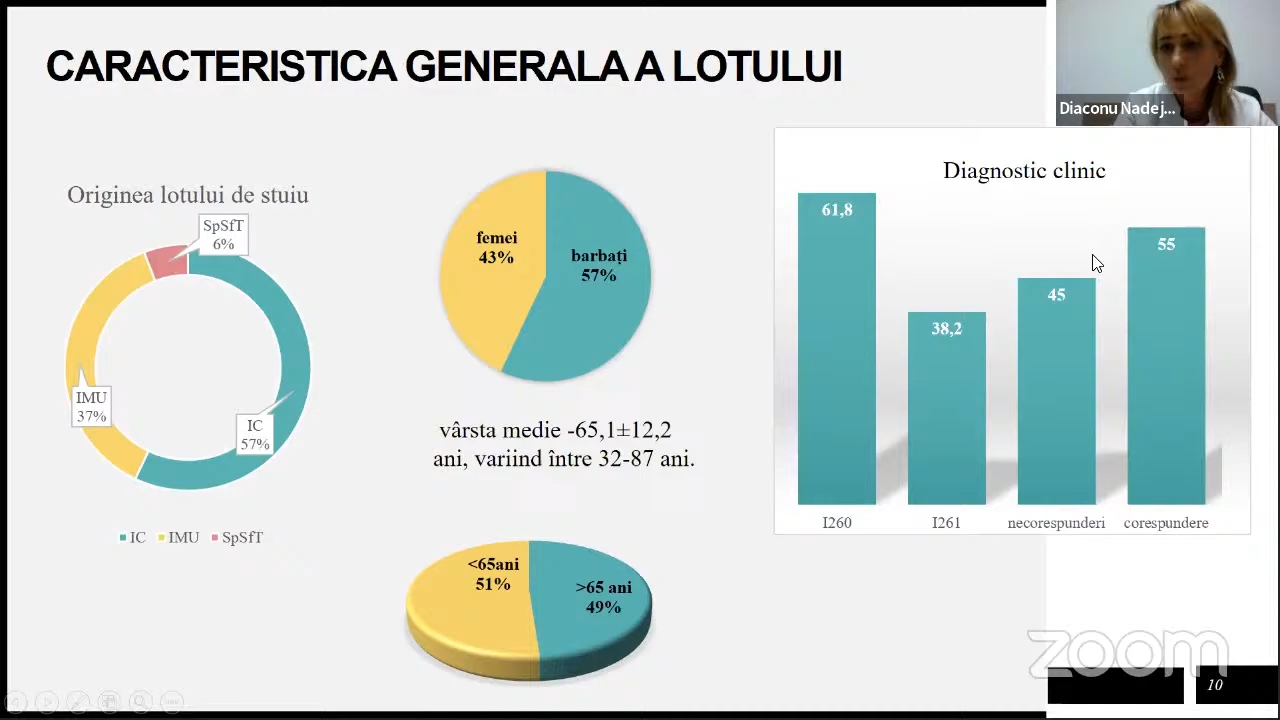 CARACTERISTICA GENERALA A LOTULUI
Diaconu Nadej...
Originea lotului de stuiu
SpSfT
6%
IMU
37%
IC
57%
IC
IMU
SpSfT
femei
43%
barbați
57%
vârsta medie -65,1±12,2
ani, variind între 32-87 ani.
<65ani
51%
>65 ani
49%
Diagnostic clinic
61,8
38,2
45
55
I260
I261
necorespunderi
corespundere
zoom
10